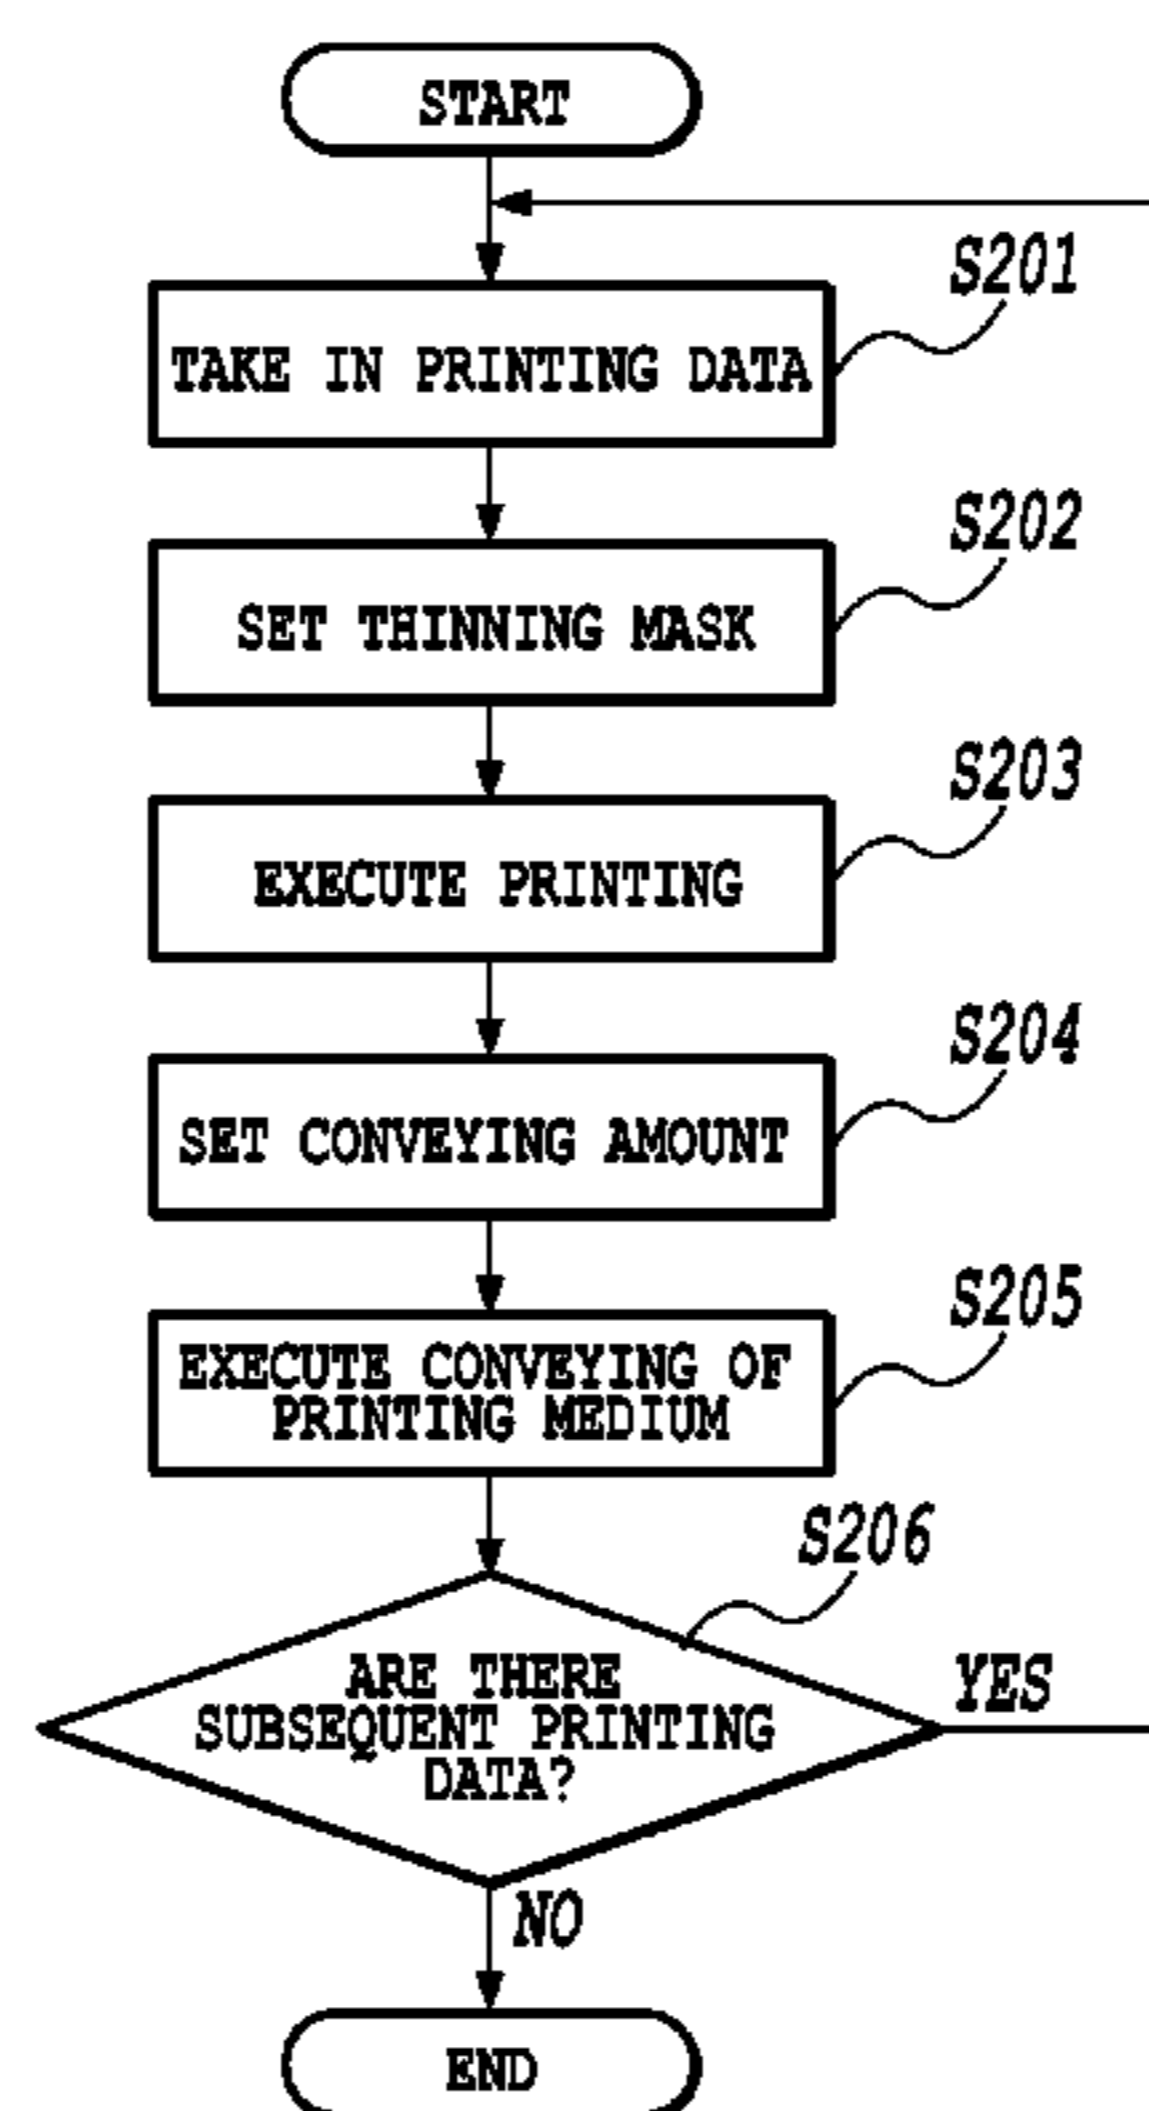 START
S201
TAKE IN PRINTING DATA
S202
SET THINNING MASK
S203
EXECUTE PRINTING
S204
SET CONVEYING AMOUNT
S205
EXECUTE CONVEYING OF
PRINTING MEDIUM
S206
ARE THERE
SUBSEQUENT PRINTING
DATA?
YES
NO
END